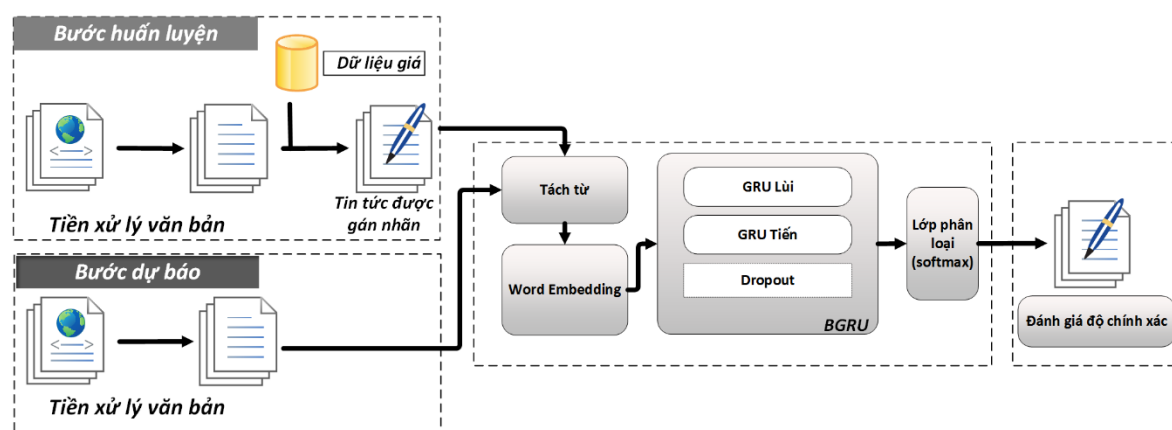 Bước huấn luyện
Dữ liệu giá
Tiền xử lý văn bản
Tin tức được
gán nhãn
Bước dự báo
Tiền xử lý văn bản
Tách từ
Word Embedding
GRU Lùi
GRU Tiến
Dropout
BGRU
Lớp phân
loại
(softmax)
Đánh giá độ chính xác